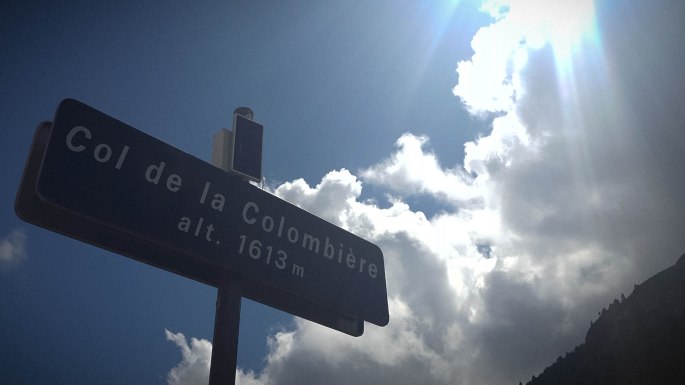 Col de la Colombière
alt. 1613 m